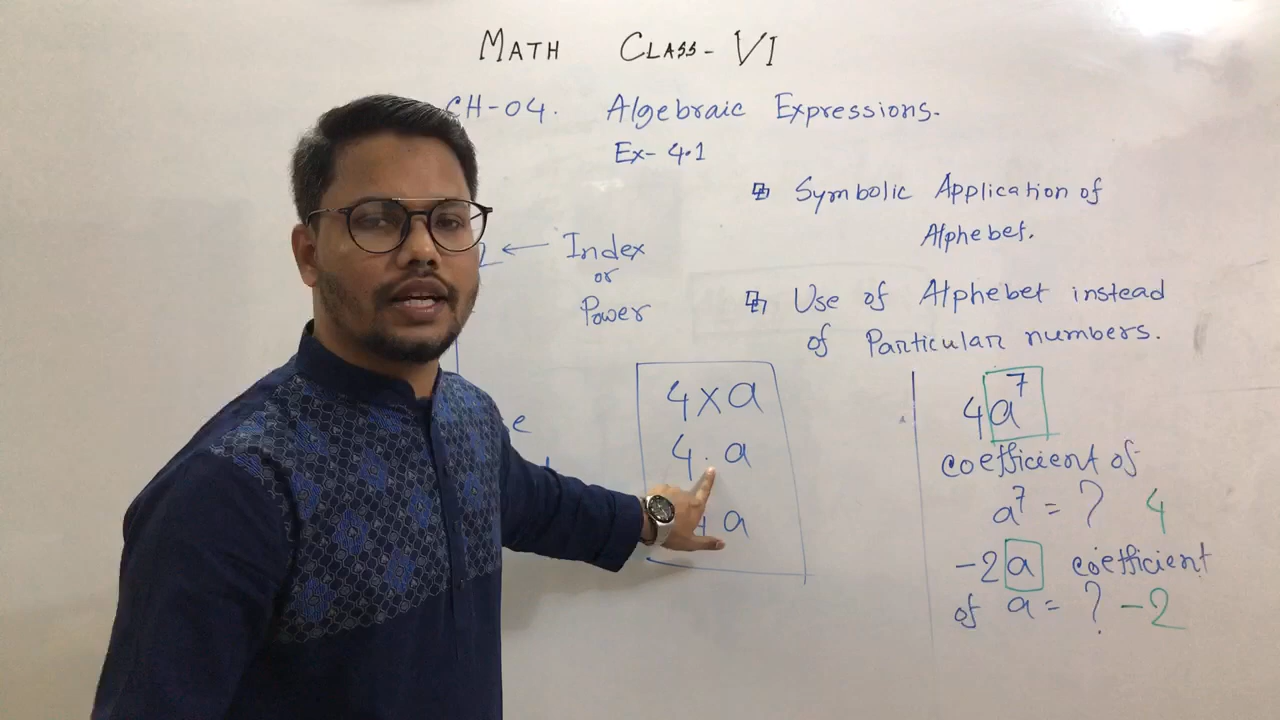 MATH CLASS-VI
CH-04. Algebraic Expressions.
Ex-4.1
Symbolic Application of
Alphebet.
2 ← Index
or
Power
Use of Alphebet instead
of Particular numbers.
4×a
4.a
a
4a⁷
coefficient of
a⁷ = ? 4
-2a coefficient
of a = ? -2